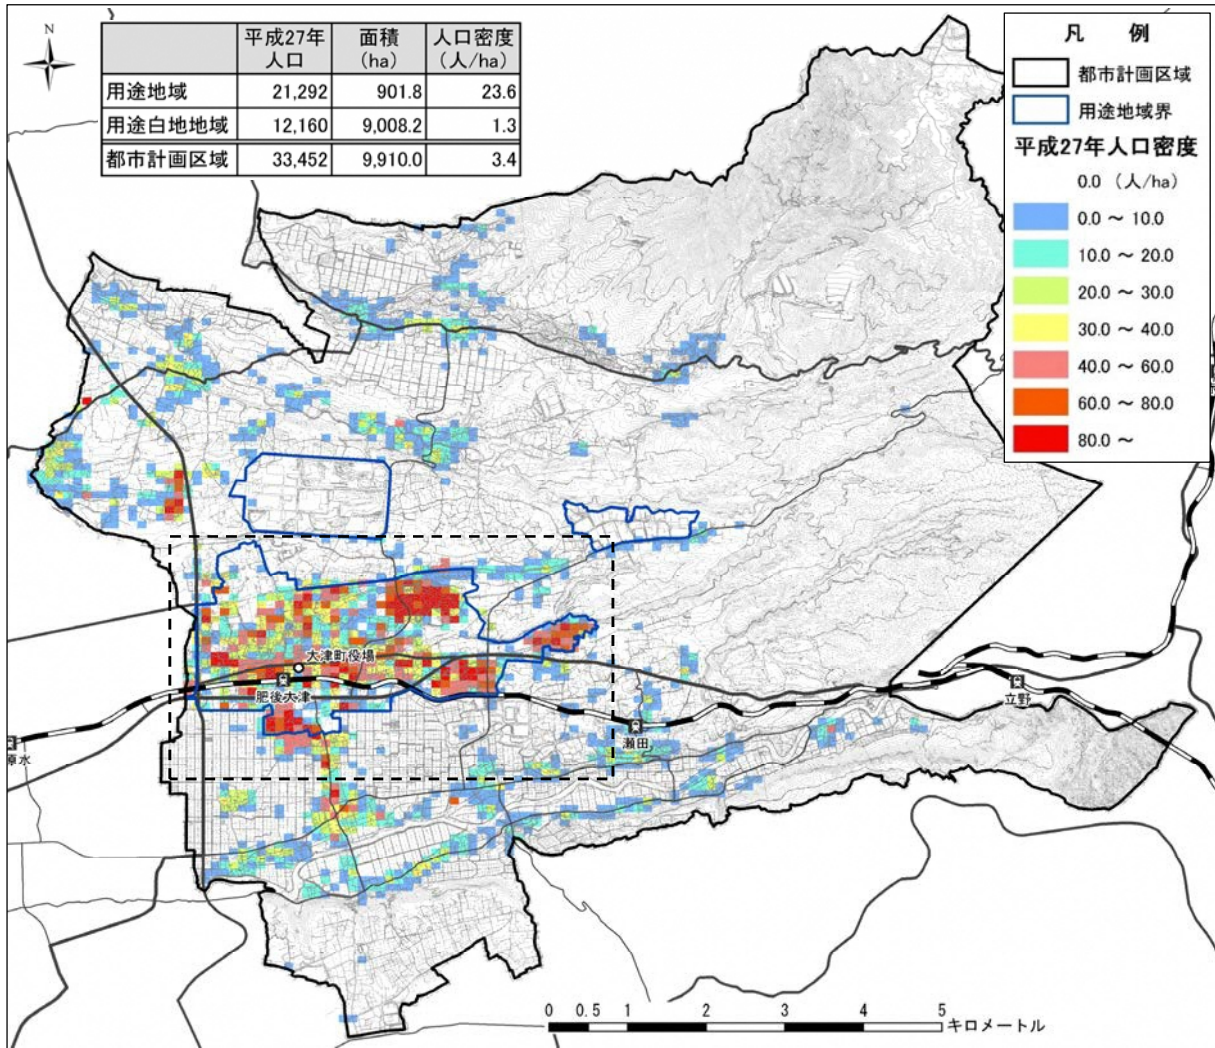 N
平成27年
人口
面積
(ha)
人口密度
(人/ha)
用途地域 21,292 901.8 23.6
用途白地地域 12,160 9,008.2 1.3
都市計画区域 33,452 9,910.0 3.4
凡 例
都市計画区域
用途地域界
平成27年人口密度
0.0 (人/ha)
0.0 ～ 10.0
10.0 ～ 20.0
20.0 ～ 30.0
30.0 ～ 40.0
40.0 ～ 60.0
60.0 ～ 80.0
80.0 ～
大津町役場
肥後大津
瀬田
立野
原水
0 0.5 1 2 3 4 5
キロメートル